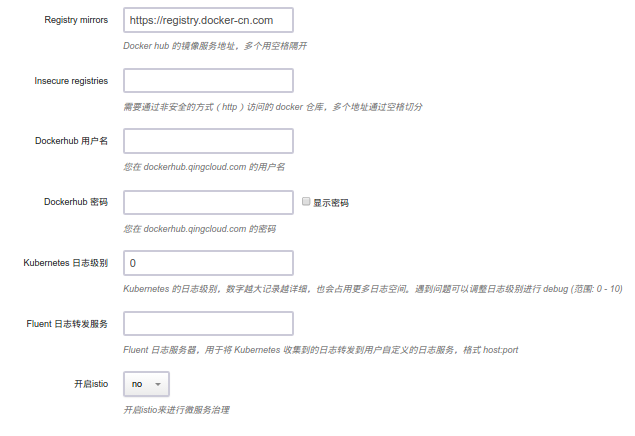 Registry mirrors https://registry.docker-cn.com
Docker hub 的镜像服务地址，多个用空格隔开
Insecure registries
需要通过非安全的方式（http）访问的 docker 仓库，多个地址通过空格切分
Dockerhub 用户名
您在 dockerhub.qingcloud.com 的用户名
Dockerhub 密码 显示密码
您在 dockerhub.qingcloud.com 的密码
Kubernetes 日志级别 0
Kubernetes 的日志级别，数字越大记录越详细，也会占用更多日志空间。遇到问题可以调整日志级别进行 debug (范围: 0 - 10)
Fluent 日志转发服务
Fluent 日志服务器，用于将 Kubernetes 收集到的日志转发到用户自定义的日志服务，格式 host:port
开启istio no
开启istio来进行微服务治理